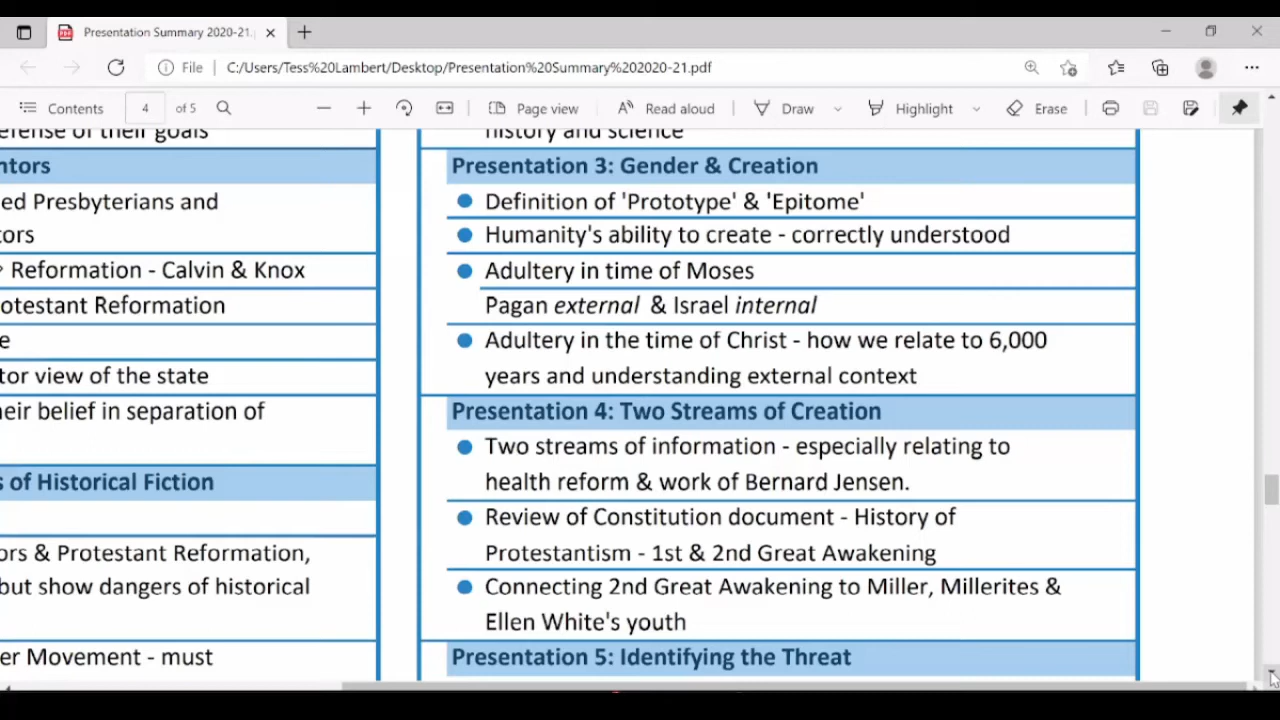 Presentation Summary 2020-21.
File
C:/Users/Tess%20Lambert/Desktop/Presentation%20Summary%202020-21.pdf
Contents
4
of 5
Page view
Read aloud
Draw
Highlight
Erase
efense of their goals
ntors
ed Presbyterians and
tors
Reformation - Calvin & Knox
otestant Reformation
e
tor view of the state
heir belief in separation of
s of Historical Fiction
ors & Protestant Reformation,
but show dangers of historical
er Movement - must
history and science
Presentation 3: Gender & Creation
Definition of 'Prototype' & 'Epitome'
Humanity's ability to create - correctly understood
Adultery in time of Moses
Pagan external & Israel internal
Adultery in the time of Christ - how we relate to 6,000
years and understanding external context
Presentation 4: Two Streams of Creation
Two streams of information - especially relating to
health reform & work of Bernard Jensen.
Review of Constitution document - History of
Protestantism - 1st & 2nd Great Awakening
Connecting 2nd Great Awakening to Miller, Millerites &
Ellen White's youth
Presentation 5: Identifying the Threat